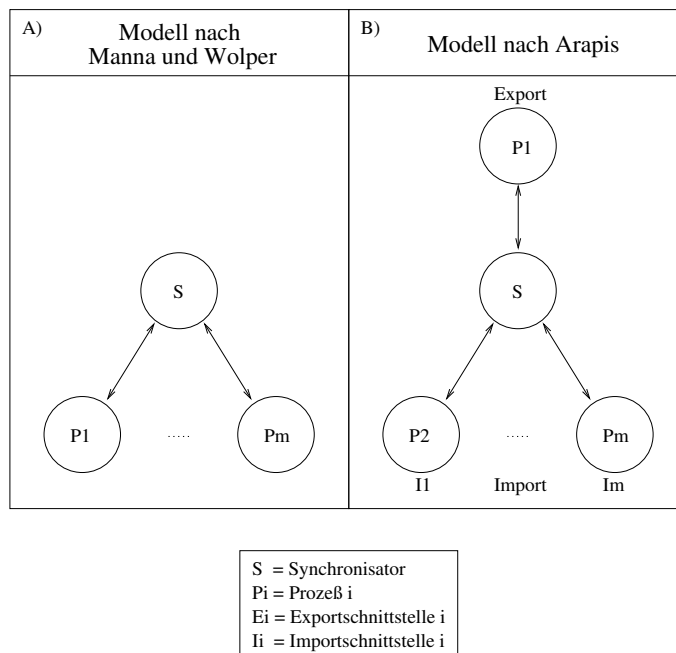 A)
Modell nach
Manna und Wolper
S
P1
.....
Pm
B)
Modell nach Arapis
Export
P1
S
P2
.....
Pm
I1
Import
Im
S = Synchronisator
Pi = Prozeß i
Ei = Exportschnittstelle i
Ii = Importschnittstelle i